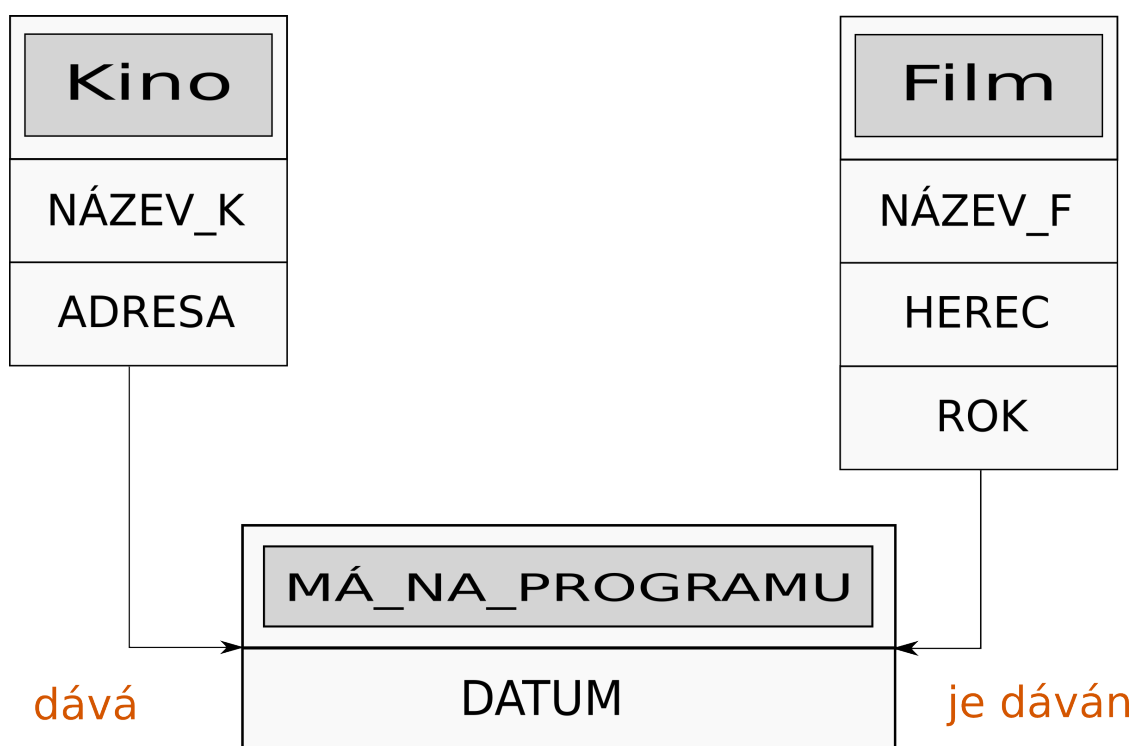 Kino
NÁZEV_K
ADRESA
Film
NÁZEV_F
HEREC
ROK
MÁ_NA_PROGRAMU
DATUM
dává
je dáván